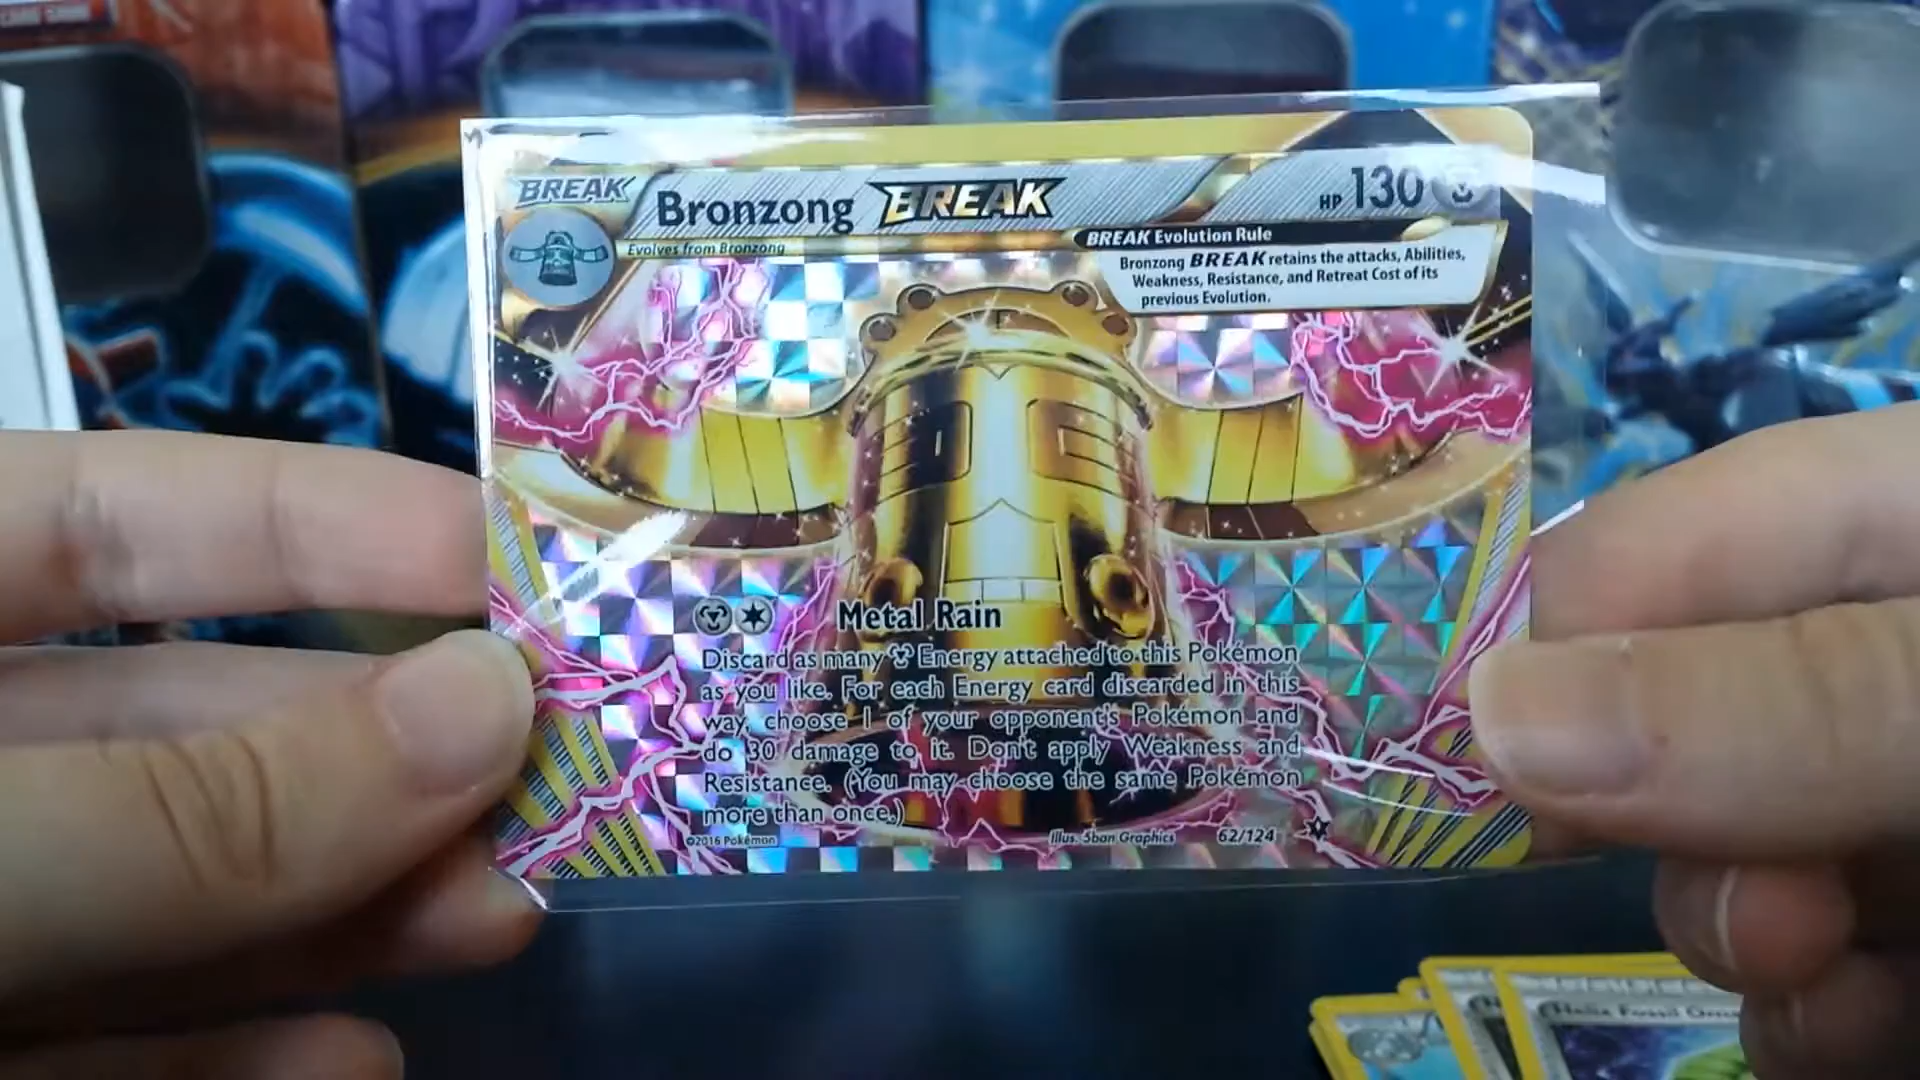 BREAK
Bronzong BREAK
HP 130
Evolves from Bronzong
BREAK Evolution Rule
Bronzong BREAK retains the attacks, Abilities,
Weakness, Resistance, and Retreat Cost of its
previous Evolution.
Metal Rain
Discard as many Energy attached to this Pokémon
as you like. For each Energy card discarded in this
way, choose 1 of your opponent's Pokémon and
do 30 damage to it. Don't apply Weakness and
Resistance. (You may choose the same Pokémon
more than once.)
©2016 Pokémon
Illus. 5ban Graphics
62/124
Helix Fossil